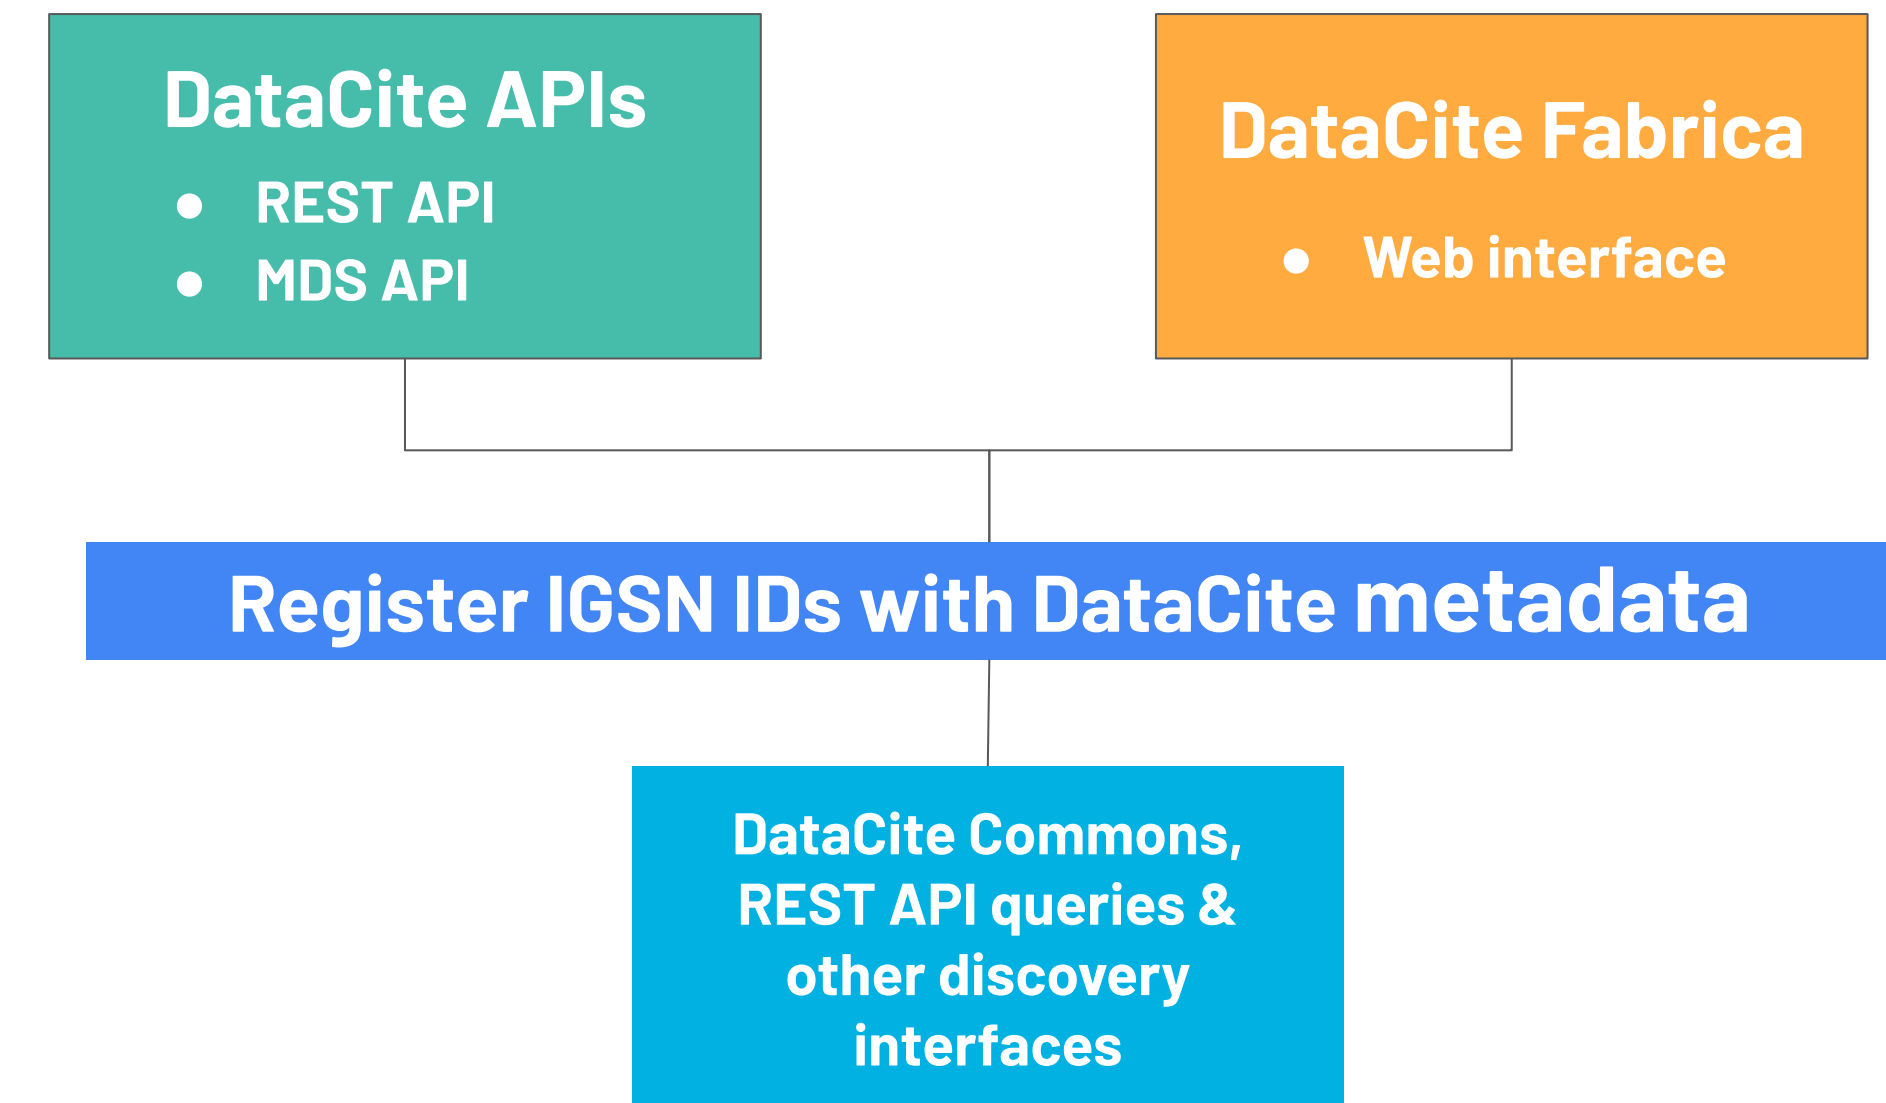 DataCite APIs
● REST API
● MDS API
DataCite Fabrica
● Web interface
Register IGSN IDs with DataCite metadata
DataCite Commons,
REST API queries &
other discovery
interfaces